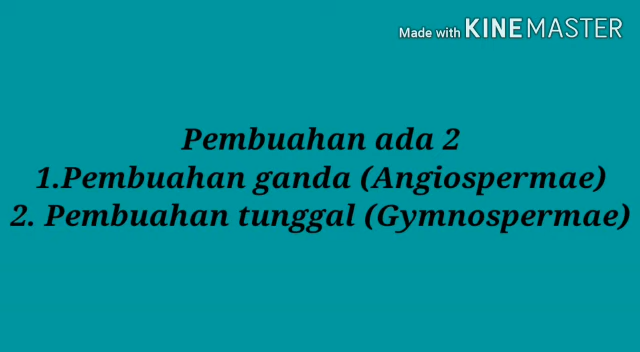 Made with KINEMASTER
Pembuahan ada 2
1.Pembuahan ganda (Angiospermae)
2. Pembuahan tunggal (Gymnospermae)